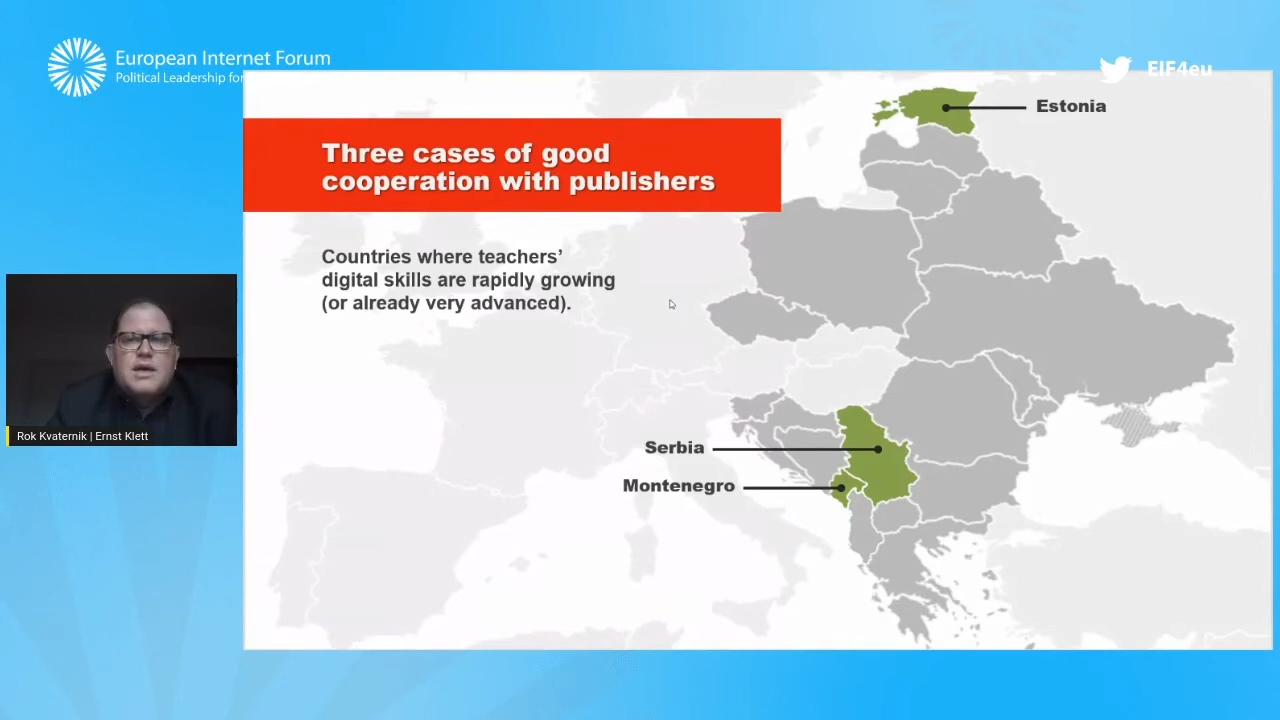 European Internet Forum
Political Leadership for
EIF4eu
Estonia
Three cases of good
cooperation with publishers
Countries where teachers’
digital skills are rapidly growing
(or already very advanced).
Serbia
Montenegro
Rok Kvaternik | Ernst Klett